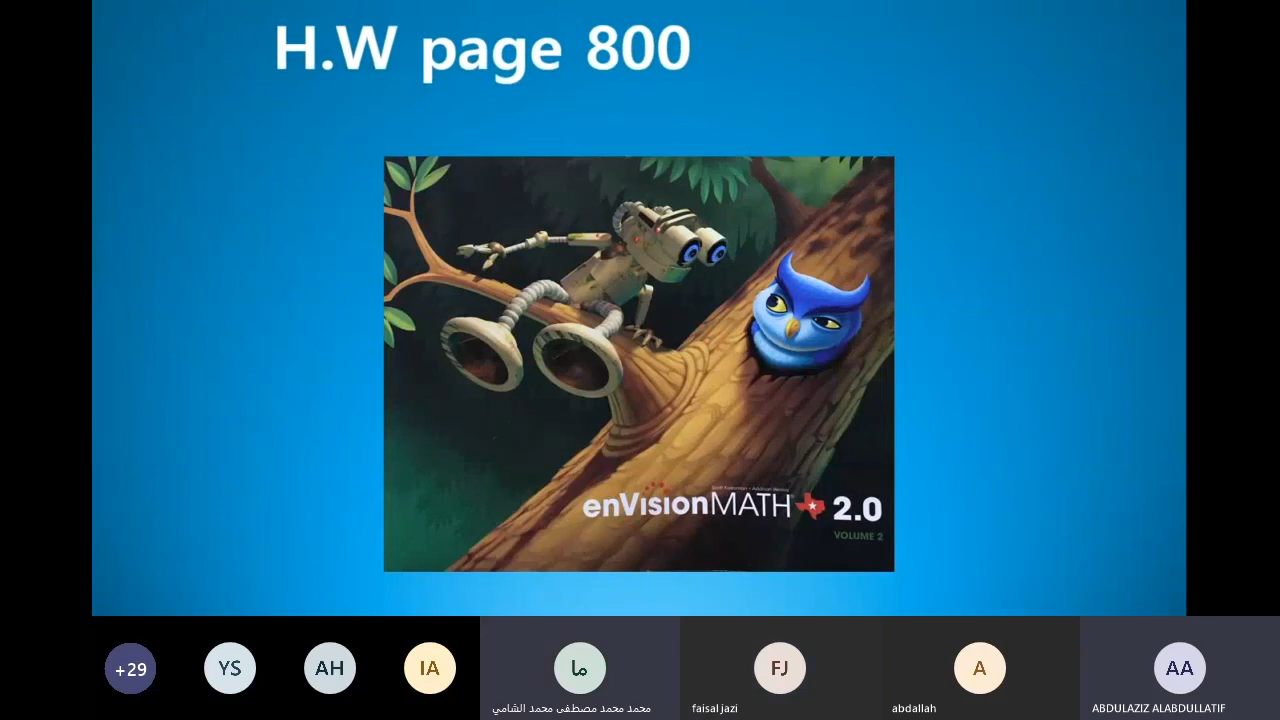 H.W page 800
enVisionMATH 2.0
VOLUME 2
+29
YS
AH
IA
ما
FJ
A
AA
محمد محمد مصطفى محمد الشامي
faisal jazi
abdallah
ABDULAZIZ ALABDULLATIF